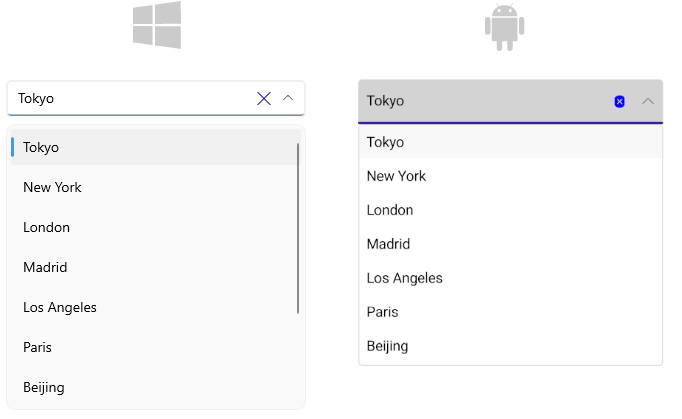 Tokyo
Tokyo
New York
London
Madrid
Los Angeles
Paris
Beijing
Tokyo
Tokyo
New York
London
Madrid
Los Angeles
Paris
Beijing